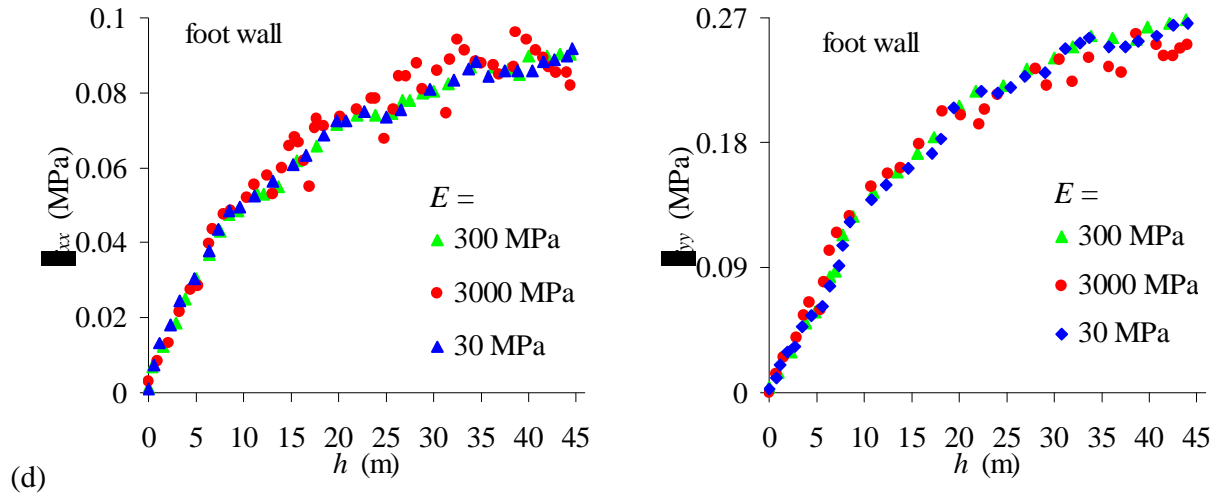 foot wall
0.1
0.08
0.06
0.04
0.02
0
xx (MPa)
E =
300 MPa
3000 MPa
30 MPa
0 5 10 15 20 25 30 35 40 45
h (m)
foot wall
0.27
0.18
0.09
0
yy (MPa)
E =
300 MPa
3000 MPa
30 MPa
0 5 10 15 20 25 30 35 40 45
h (m)
(d)